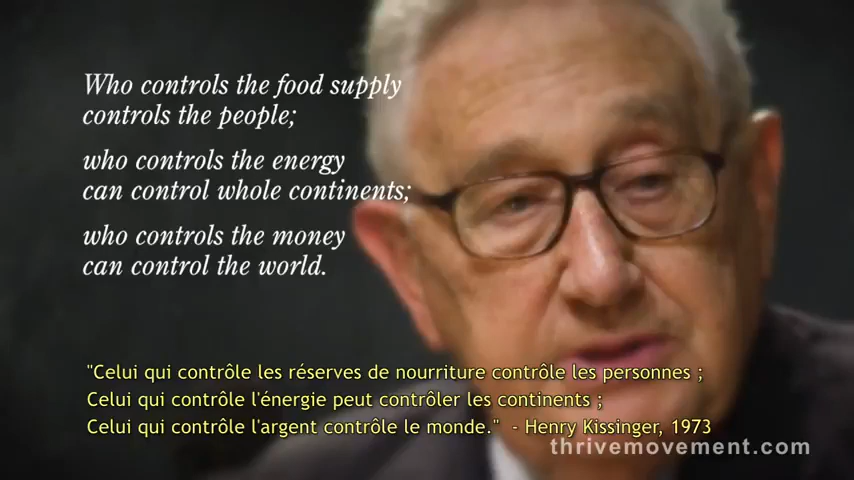 Who controls the food supply
controls the people;
who controls the energy
can control whole continents;
who controls the money
can control the world.
"Celui qui contrôle les réserves de nourriture contrôle les personnes ;
Celui qui contrôle l'énergie peut contrôler les continents ;
Celui qui contrôle l'argent contrôle le monde." - Henry Kissinger, 1973
thrivemovement.com